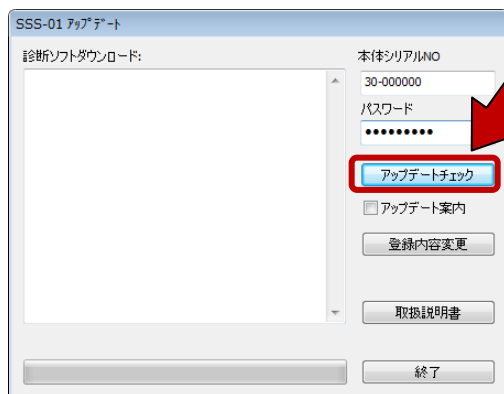 SSS-01 ｱｯﾌﾟﾃﾞｰﾄ
診断ソフトダウンロード:
本体シリアルNO
30-000000
パスワード
●●●●●●●●●
アップデートチェック
アップデート案内
登録内容変更
取扱説明書
終了